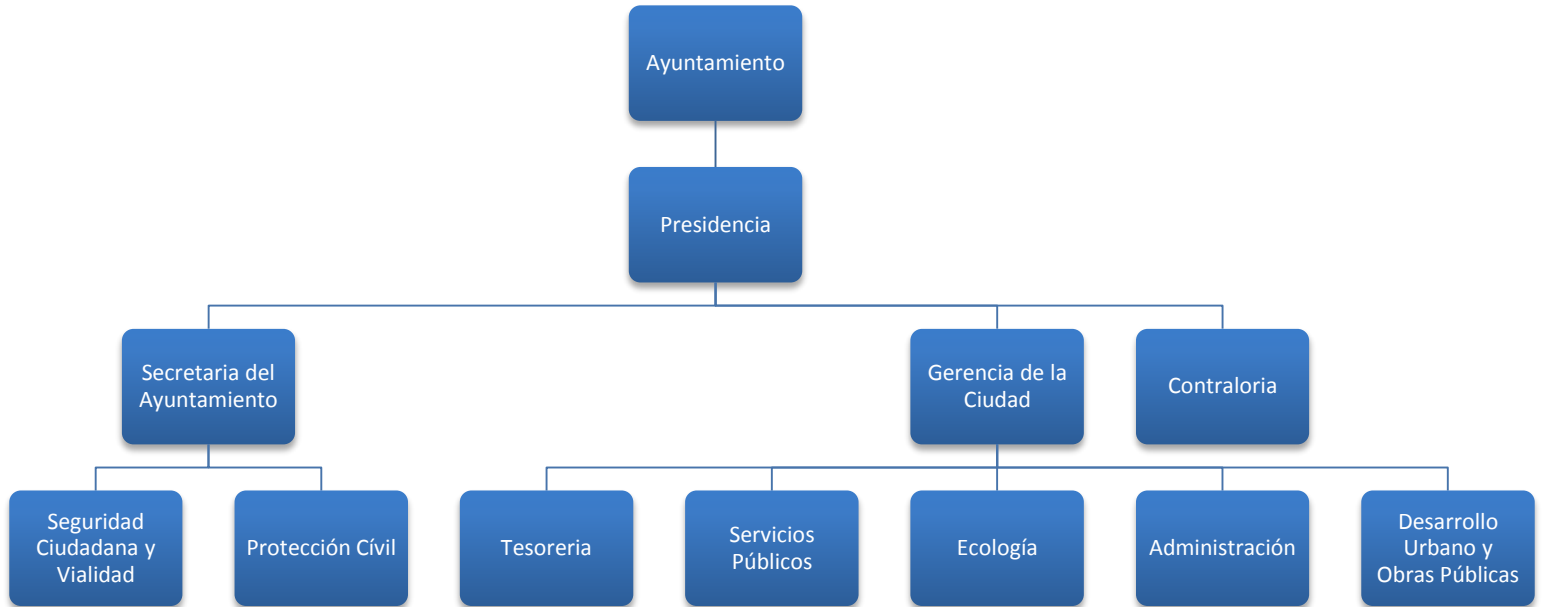 Ayuntamiento
Presidencia
Secretaria del
Ayuntamiento
Gerencia de la
Ciudad
Contraloria
Seguridad
Ciudadana y
Vialidad
Protección Cívil
Tesoreria
Servicios
Públicos
Ecología
Administración
Desarrollo
Urbano y
Obras Públicas